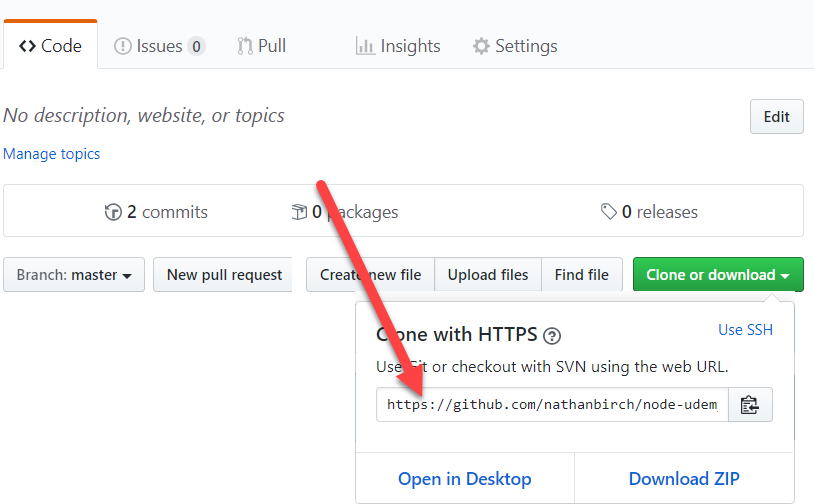 Code Issues 0 Pull Insights Settings
No description, website, or topics
Edit
Manage topics
2 commits 0 packages 0 releases
Branch: master New pull request Create new file Upload files Find file Clone or download
Clone with HTTPS
Use SSH
Use Git or checkout with SVN using the web URL.
https://github.com/nathanbirch/node-udem
Open in Desktop Download ZIP